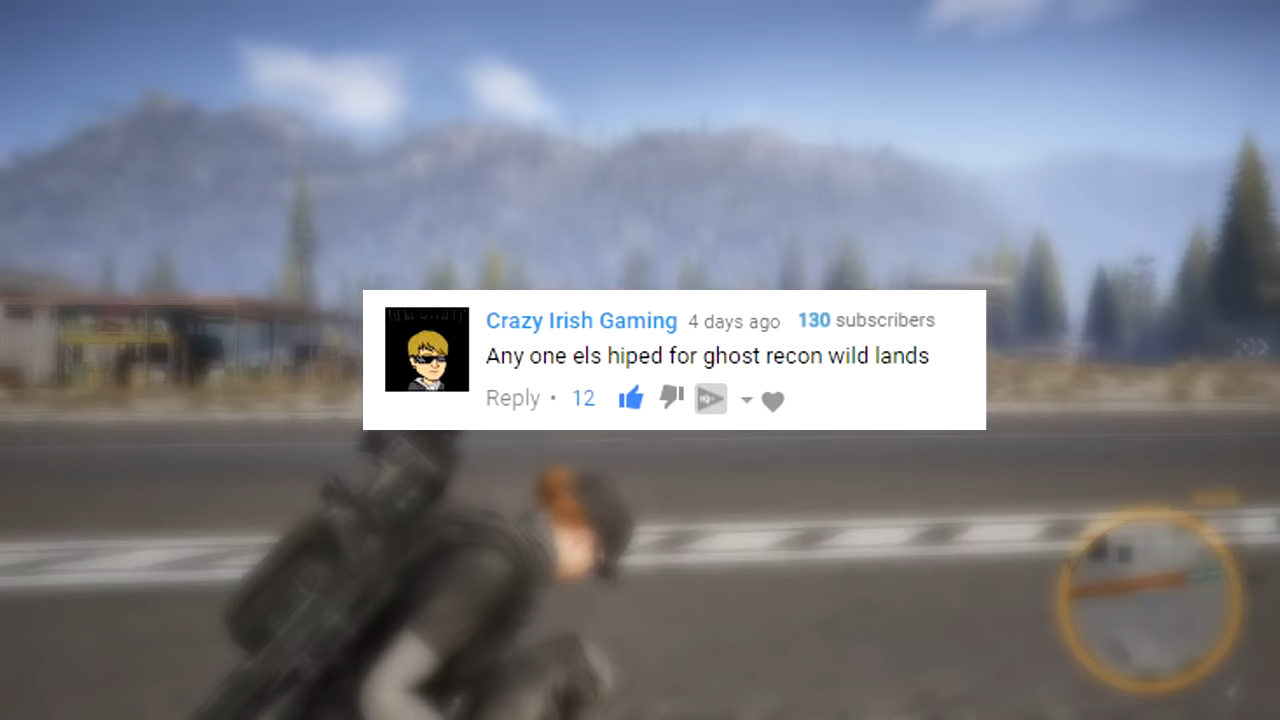 Crazy Irish Gaming 4 days ago 130 subscribers
Any one els hiped for ghost recon wild lands
Reply • 12